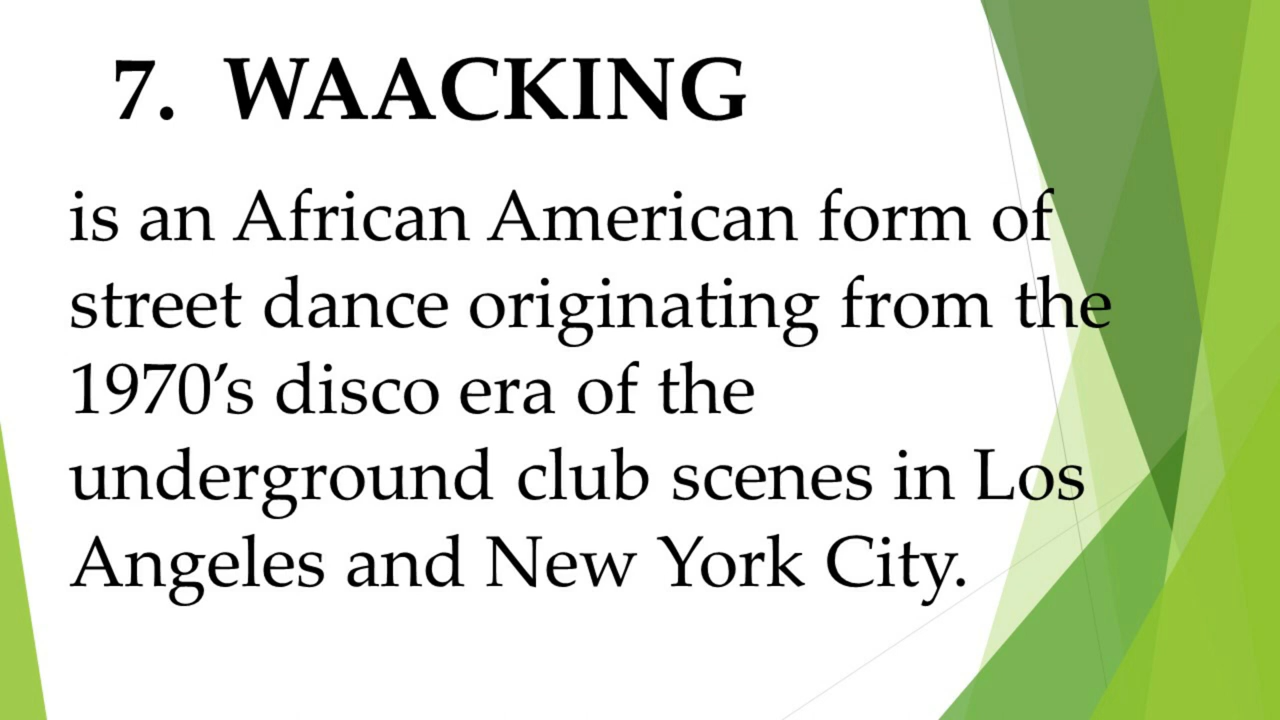 7. WAACKING
is an African American form of
street dance originating from the
1970’s disco era of the
underground club scenes in Los
Angeles and New York City.